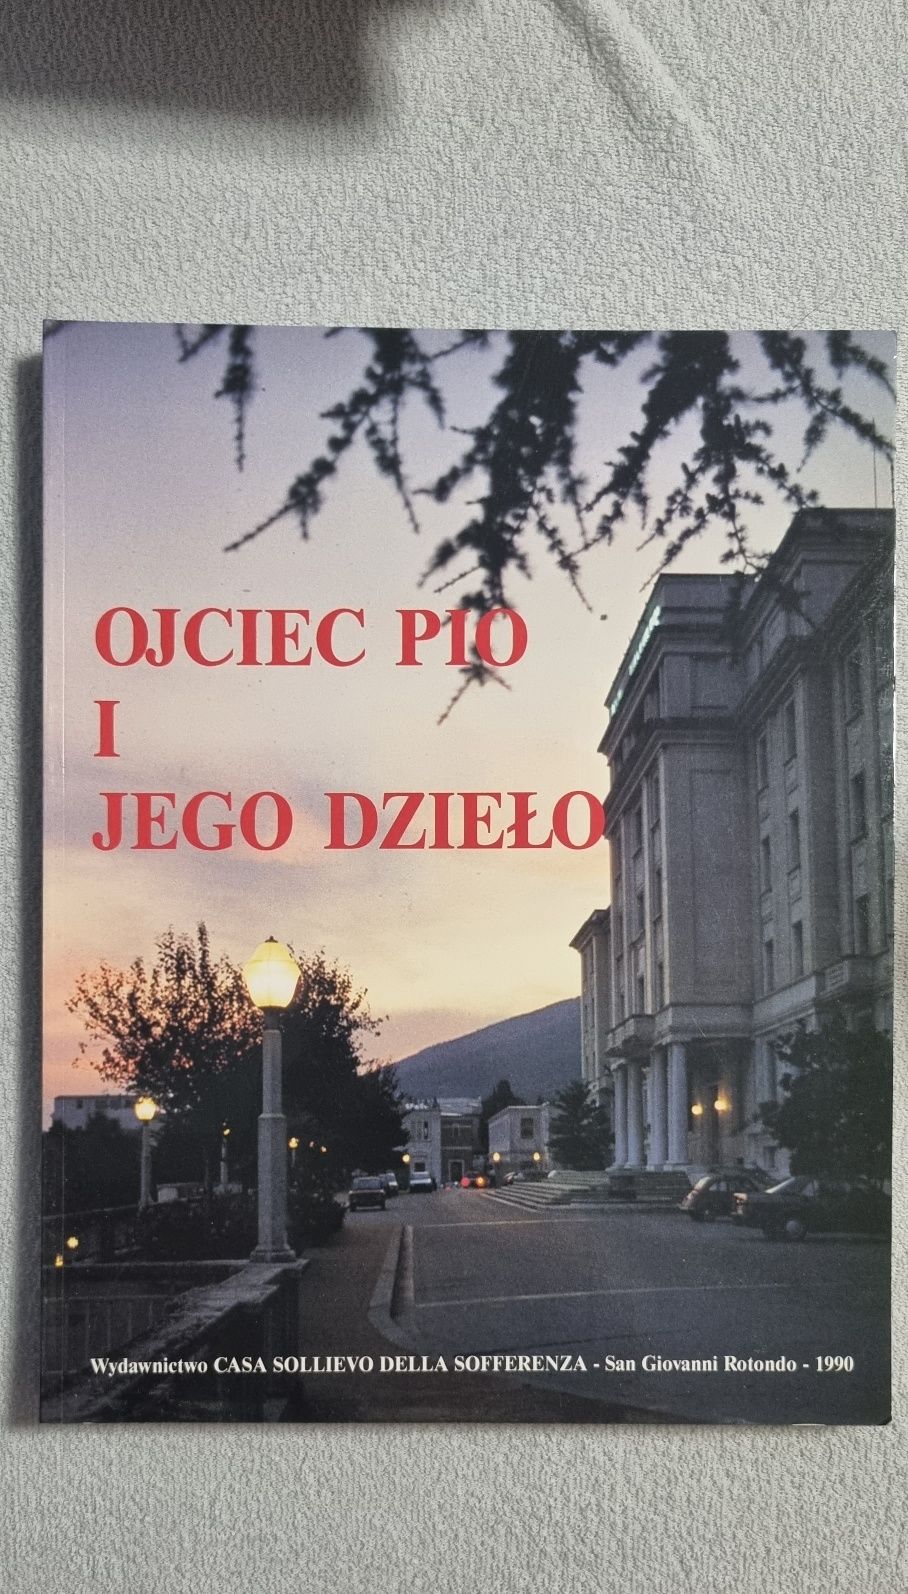 OJCIEC PIO
I
JEGO DZIEŁO
Wydawnictwo CASA SOLLIEVO DELLA SOFFERENZA - San Giovanni Rotondo - 1990